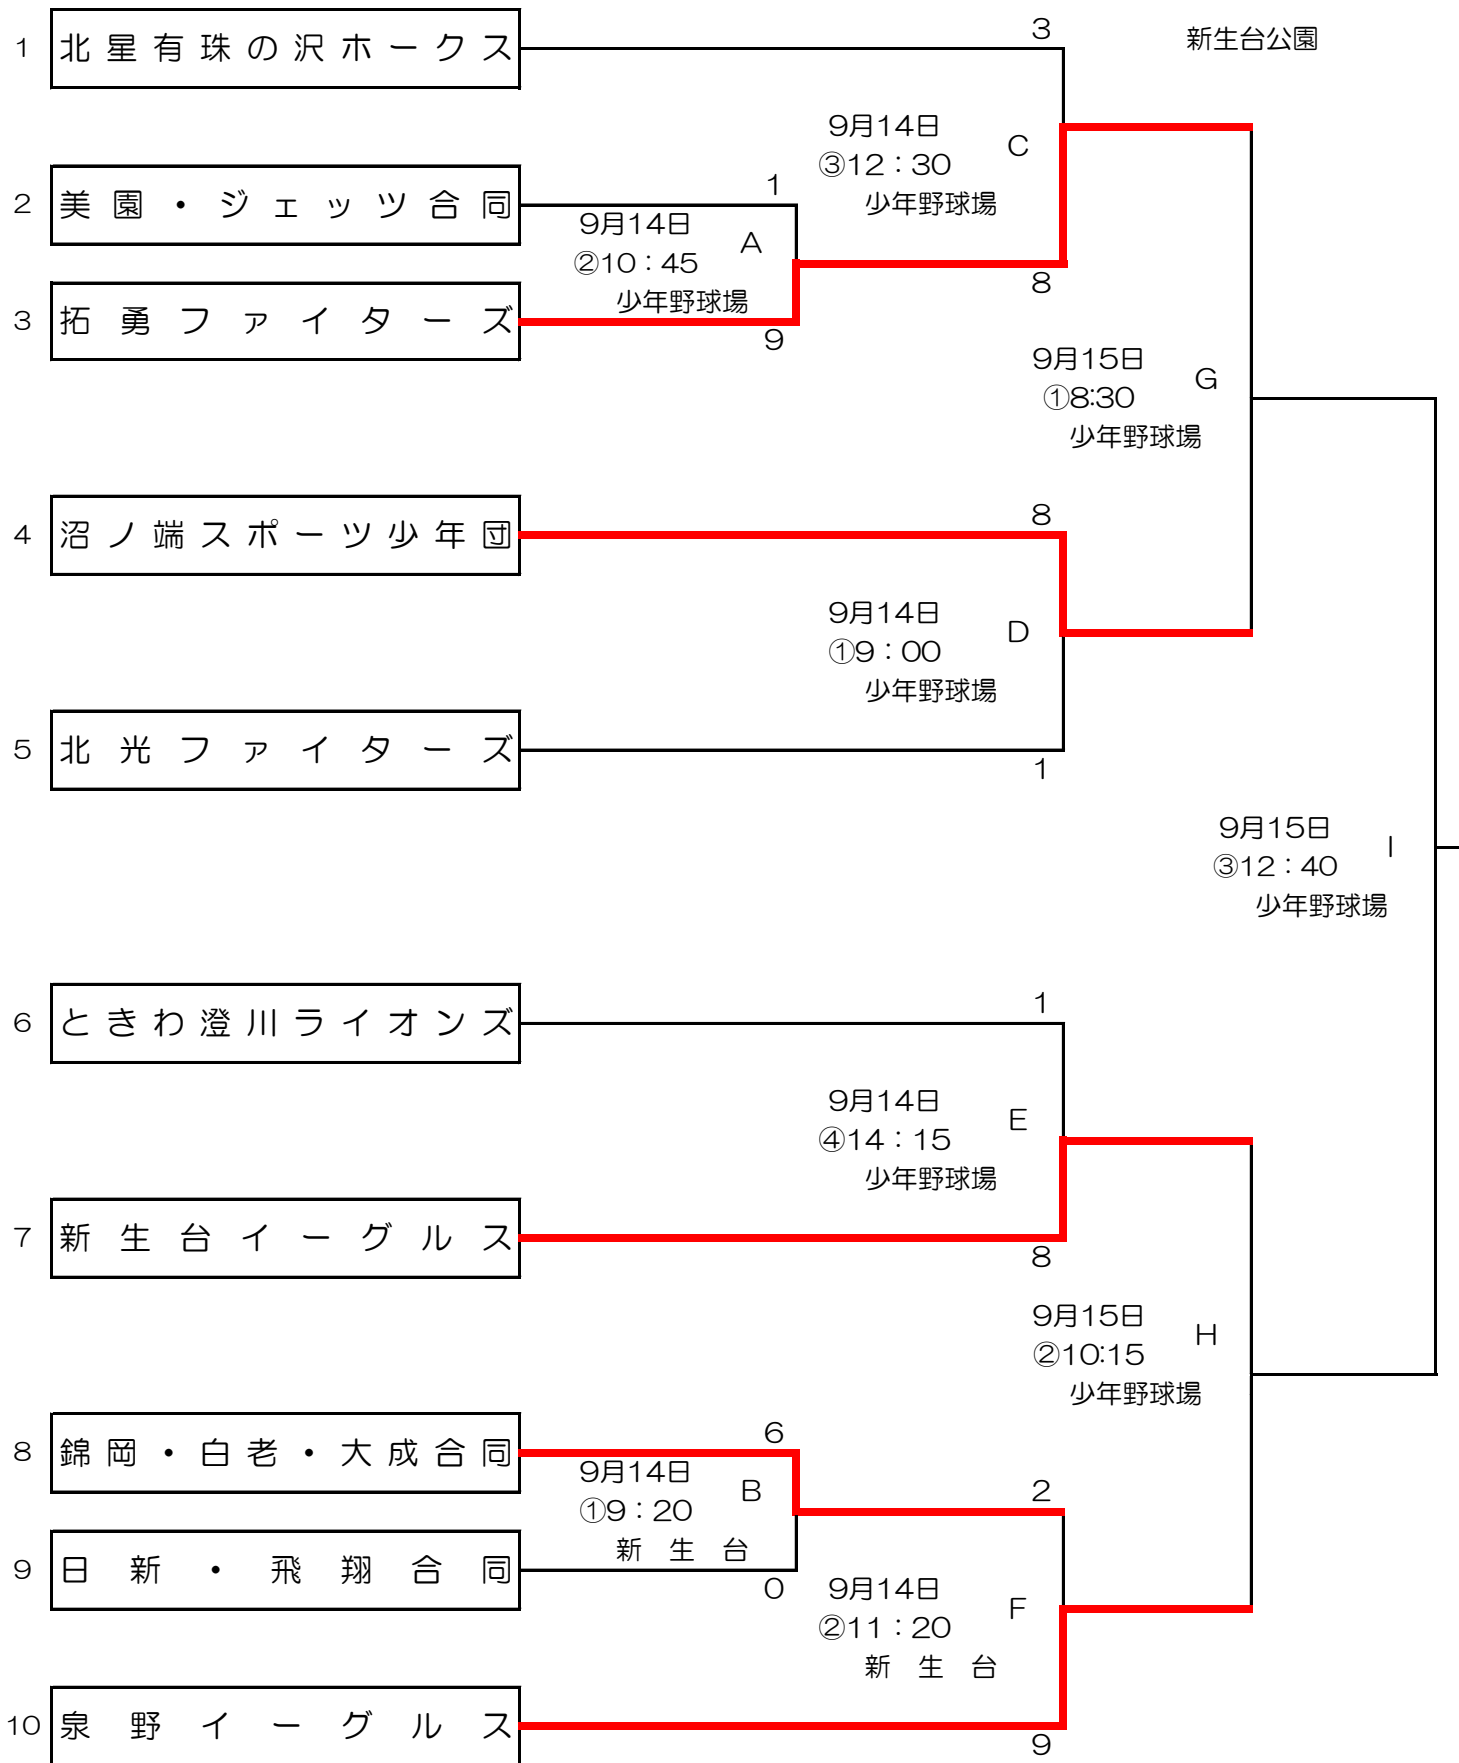 3
新生台公園
1 北星有珠の沢ホークス
9月14日
C
③12：30
少年野球場
1
2 美園・ジェッツ合同
9月14日
A
②10：45
少年野球場
8
3 拓勇ファイターズ
9
9月15日
G
①8:30
少年野球場
8
4 沼ノ端スポーツ少年団
9月14日
D
①9：00
少年野球場
5 北光ファイターズ
1
9月15日
I
③12：40
少年野球場
1
6 ときわ澄川ライオンズ
9月14日
E
④14：15
少年野球場
7 新生台イーグルス
8
9月15日
H
②10:15
少年野球場
6
8 錦岡・白老・大成合同
9月14日
B
①9：20
新生台
2
9 日新・飛翔合同
0
9月14日
F
②11：20
新生台
10 泉野イーグルス
9